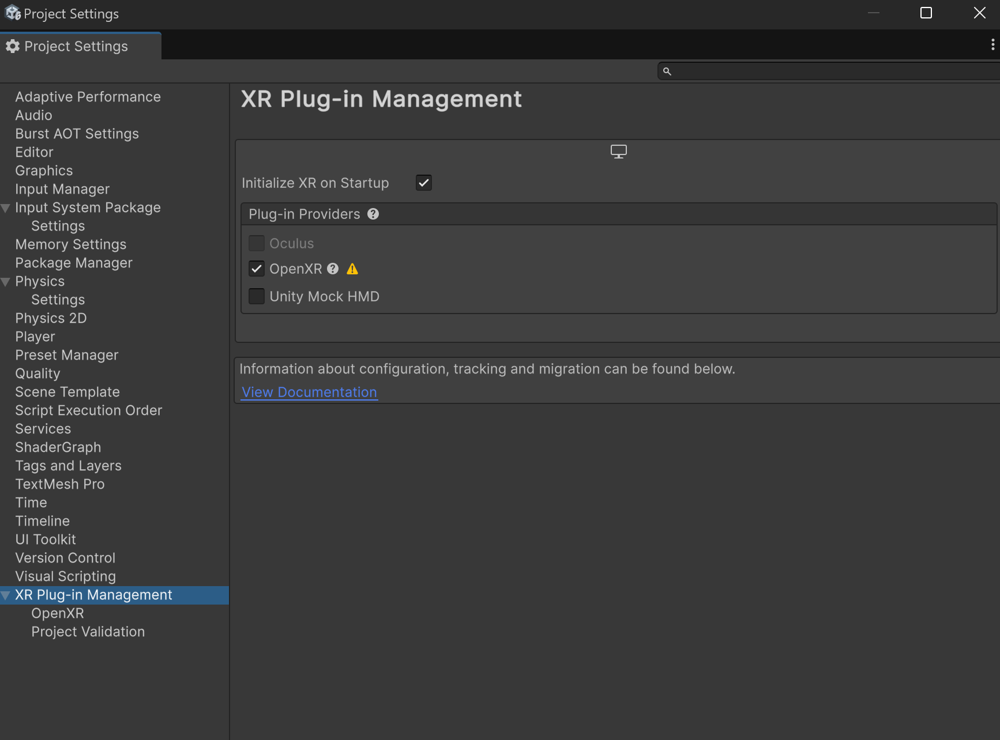 Project Settings
Project Settings
Adaptive Performance
Audio
Burst AOT Settings
Editor
Graphics
Input Manager
Input System Package
Settings
Memory Settings
Package Manager
Physics
Settings
Physics 2D
Player
Preset Manager
Quality
Scene Template
Script Execution Order
Services
ShaderGraph
Tags and Layers
TextMesh Pro
Time
Timeline
UI Toolkit
Version Control
Visual Scripting
XR Plug-in Management
OpenXR
Project Validation
XR Plug-in Management
Initialize XR on Startup
Plug-in Providers
Oculus
OpenXR
Unity Mock HMD
Information about configuration, tracking and migration can be found below.
View Documentation